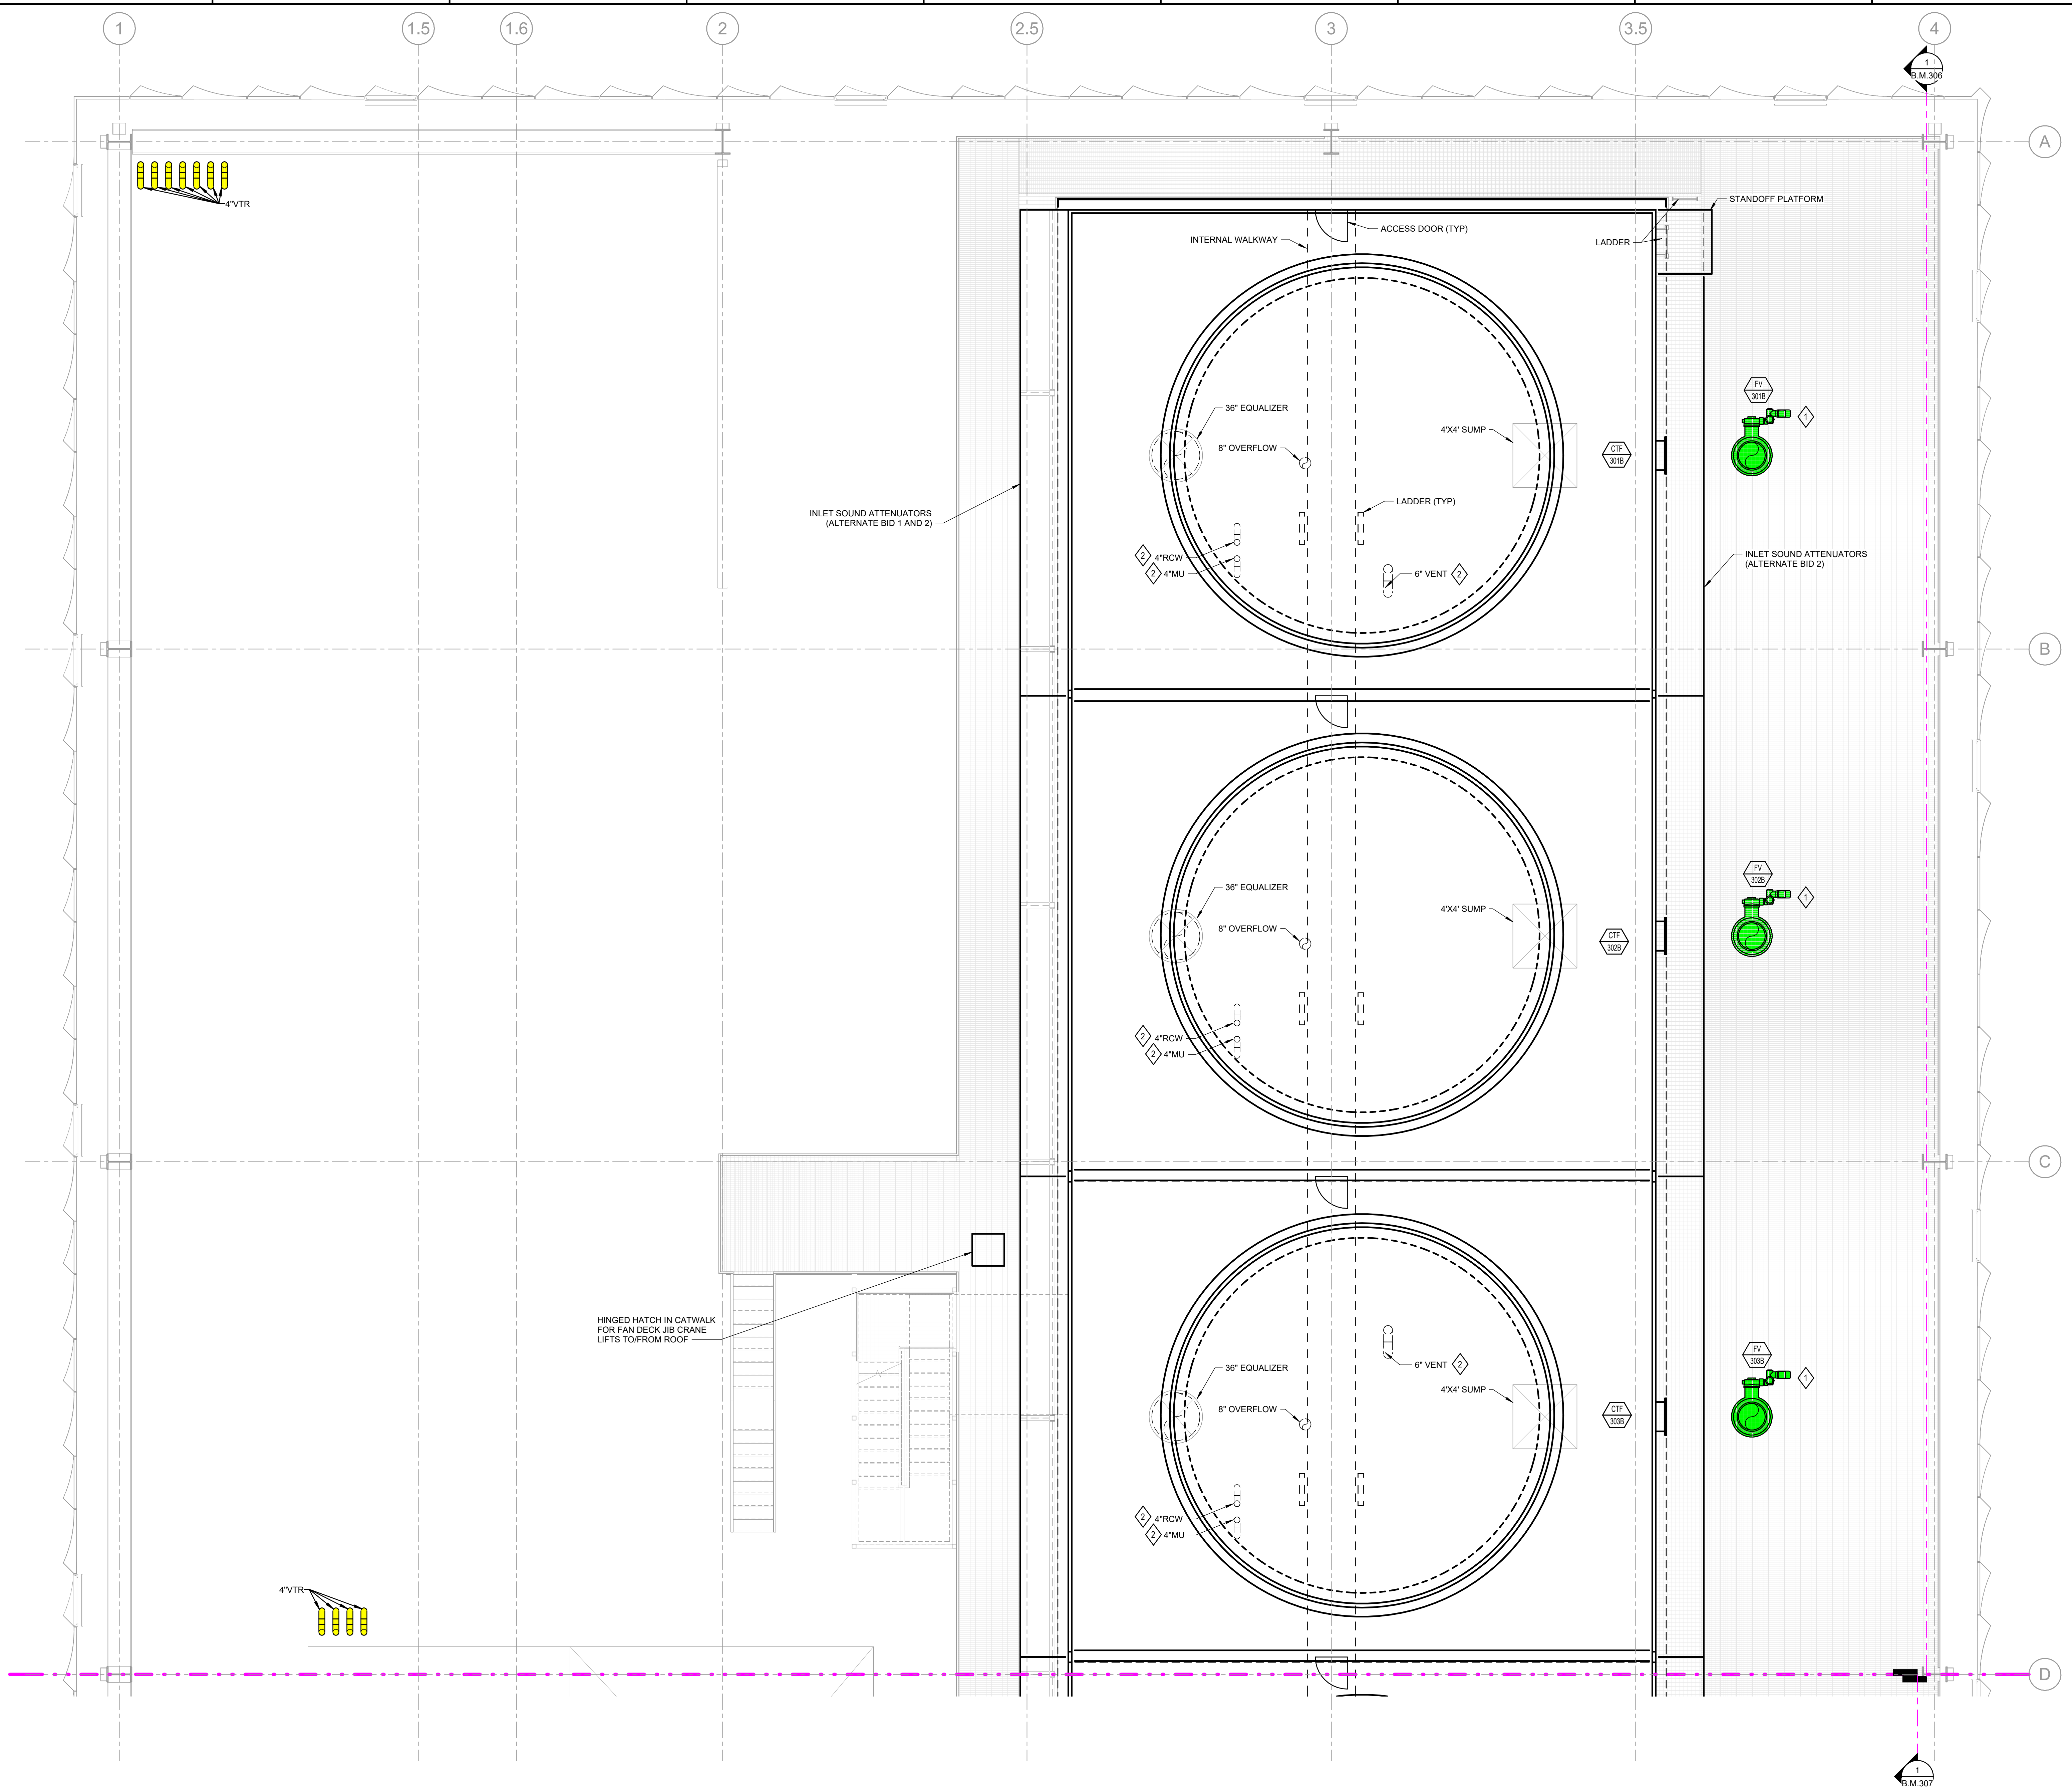 1
1.5
1.6
2
2.5
3
3.5
4
1
B.M.306
A
4"VTR
STANDOFF PLATFORM
ACCESS DOOR (TYP)
INTERNAL WALKWAY
LADDER
FV
301B
1
36" EQUALIZER
4'X4' SUMP
8" OVERFLOW
CTF
301B
LADDER (TYP)
INLET SOUND ATTENUATORS
(ALTERNATE BID 1 AND 2)
2 4"RCW
2 4"MU
6" VENT 2
INLET SOUND ATTENUATORS
(ALTERNATE BID 2)
B
FV
302B
1
36" EQUALIZER
4'X4' SUMP
8" OVERFLOW
CTF
302B
2 4"RCW
2 4"MU
C
HINGED HATCH IN CATWALK
FOR FAN DECK JIB CRANE
LIFTS TO/FROM ROOF
FV
303B
1
6" VENT 2
36" EQUALIZER
4'X4' SUMP
8" OVERFLOW
CTF
303B
2 4"RCW
2 4"MU
4"VTR
D
1
B.M.307